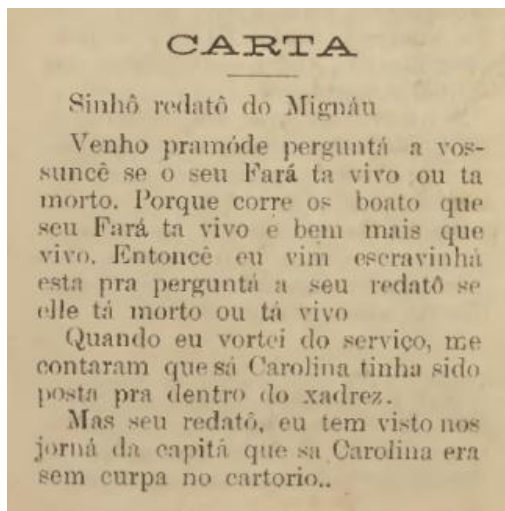 CARTA
Sinhô redatô do Mignáu
Venho pramóde perguntá a vos-
suncê se o seu Fará ta vivo ou ta
morto. Porque corre os boato que
seu Fará ta vivo e bem mais que
vivo. Entoncê eu vim escravinhá
esta pra perguntá a seu redatô se
elle tá morto ou tá vivo
Quando eu vortei do serviço, me
contaram que sá Carolina tinha sido
posta pra dentro do xadrez.
Mas seu redatô, eu tem visto nos
jorná da capitá que sa Carolina era
sem curpa no cartorio..